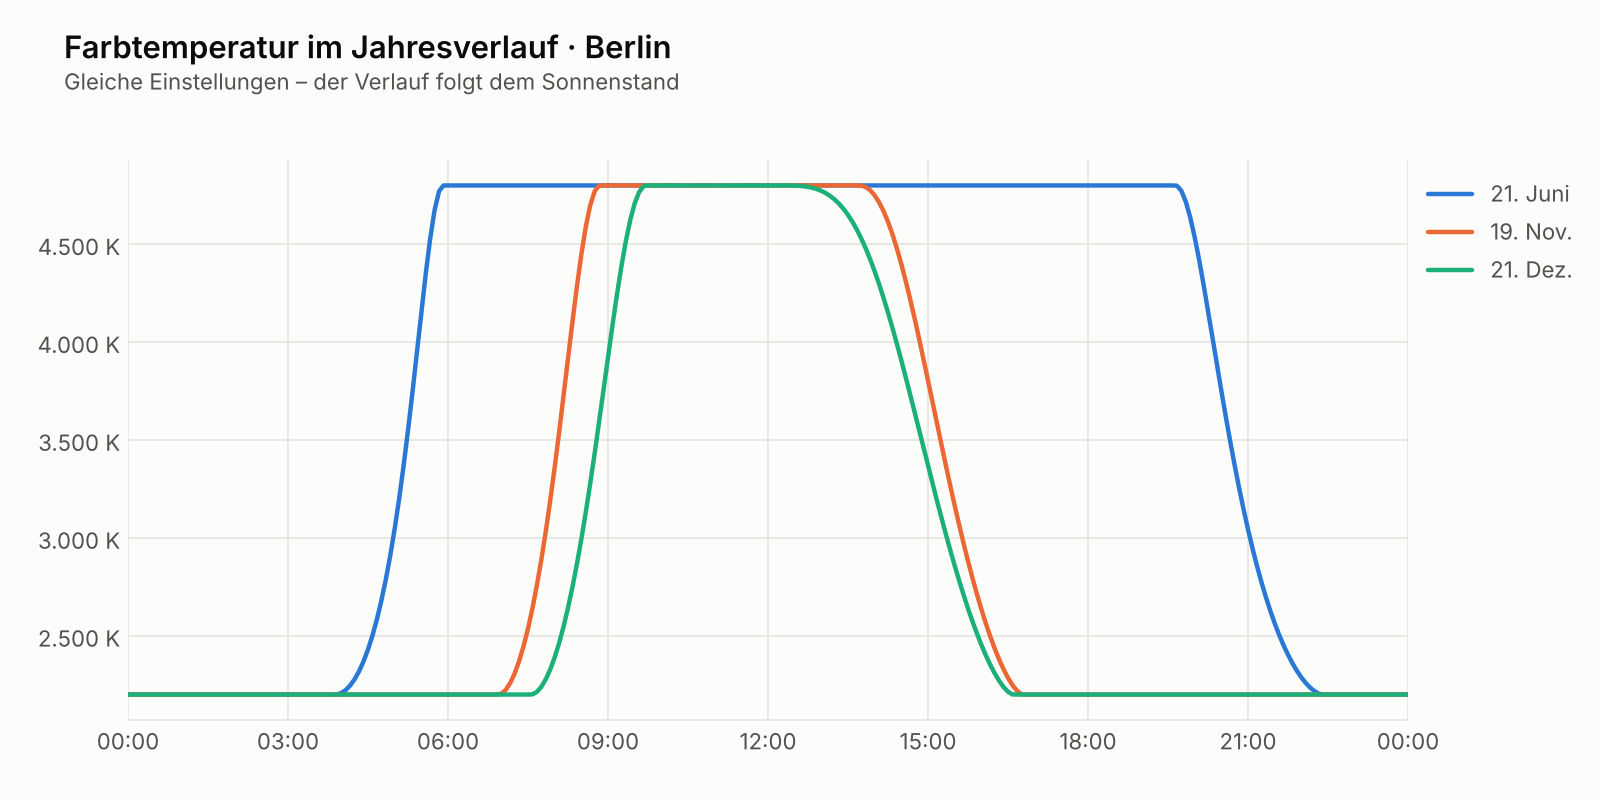 Farbtemperatur im Jahresverlauf · Berlin
Gleiche Einstellungen – der Verlauf folgt dem Sonnenstand
21. Juni
19. Nov.
21. Dez.
4.500 K
4.000 K
3.500 K
3.000 K
2.500 K
00:00 03:00 06:00 09:00 12:00 15:00 18:00 21:00 00:00